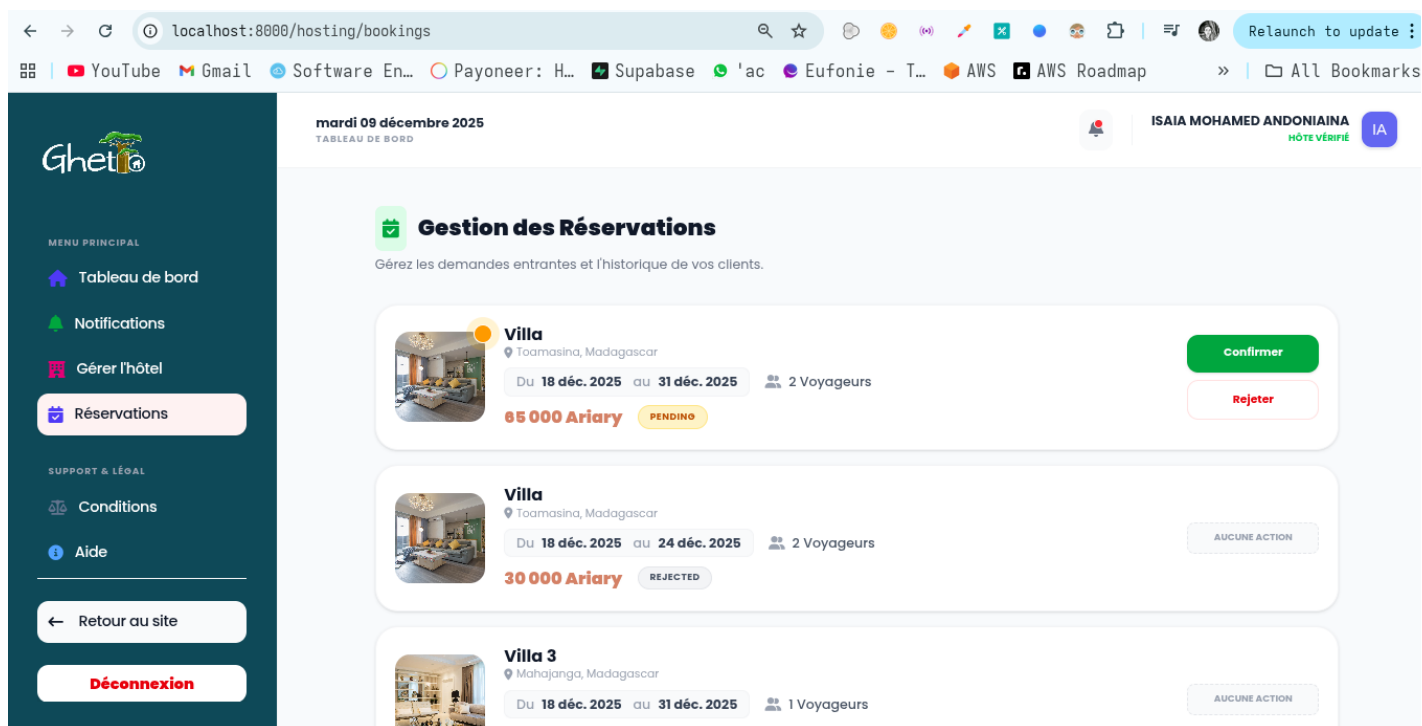 localhost:8000/hosting/bookings
Relaunch to update
YouTube
Gmail
Software En…
Payoneer: H…
Supabase
'ac
Eufonie – T…
AWS
AWS Roadmap
»
All Bookmarks
Ghetto
MENU PRINCIPAL
Tableau de bord
Notifications
Gérer l'hôtel
Réservations
SUPPORT & LÉGAL
Conditions
Aide
Retour au site
Déconnexion
mardi 09 décembre 2025
TABLEAU DE BORD
ISAIA MOHAMED ANDONIAINA
HÔTE VÉRIFIÉ
IA
Gestion des Réservations
Gérez les demandes entrantes et l'historique de vos clients.
Villa
Toamasina, Madagascar
Du 18 déc. 2025 au 31 déc. 2025 2 Voyageurs
65 000 Ariary PENDING
Confirmer
Rejeter
Villa
Toamasina, Madagascar
Du 18 déc. 2025 au 24 déc. 2025 2 Voyageurs
30 000 Ariary REJECTED
AUCUNE ACTION
Villa 3
Mahajanga, Madagascar
Du 18 déc. 2025 au 31 déc. 2025 1 Voyageurs
AUCUNE ACTION